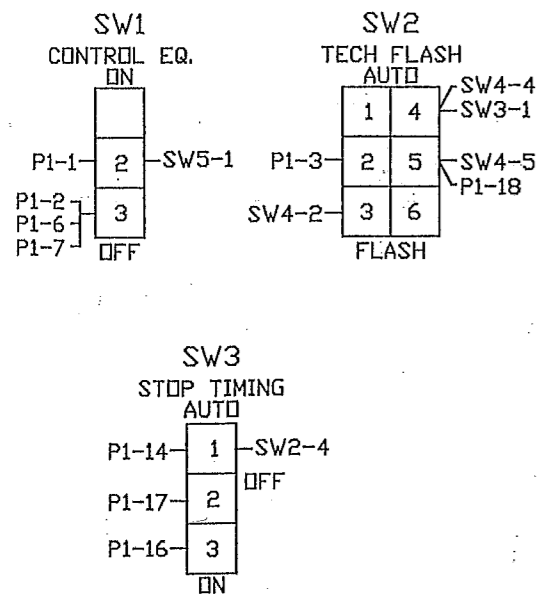 SW1
CONTROL EQ.
ON
P1-1 2 SW5-1
P1-2
P1-6 3
P1-7
OFF
SW2
TECH FLASH
AUTO
SW4-4
1 4 SW3-1
P1-3 2 5 SW4-5
P1-18
SW4-2 3 6
FLASH
SW3
STOP TIMING
AUTO
P1-14 1 SW2-4
OFF
P1-17 2
P1-16 3
ON